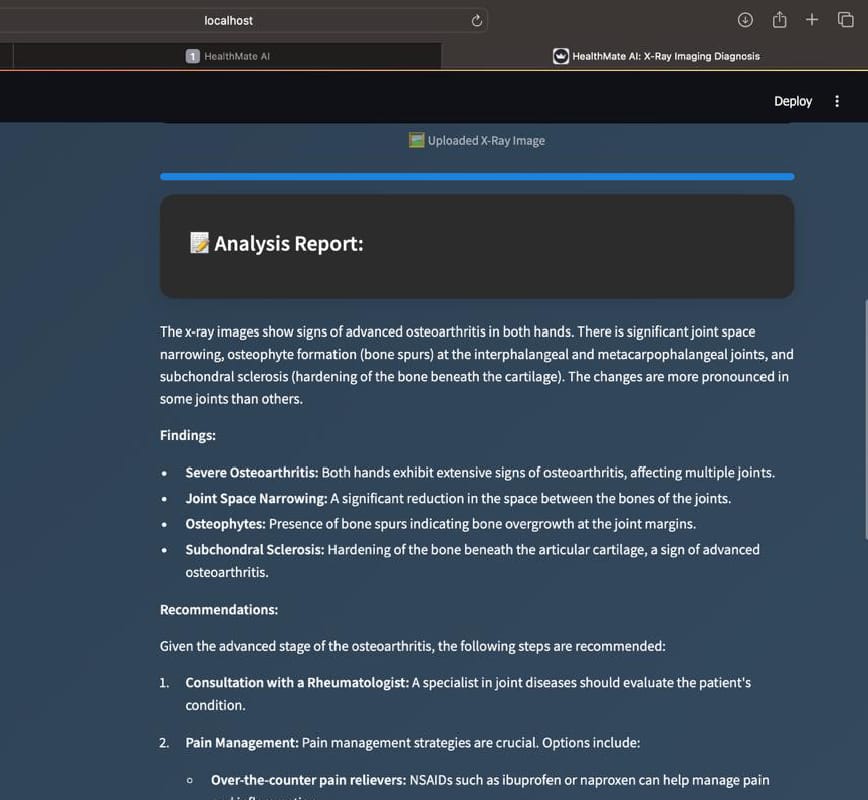 localhost
1 HealthMate AI
HealthMate AI: X-Ray Imaging Diagnosis
Deploy
Uploaded X-Ray Image
Analysis Report:
The x-ray images show signs of advanced osteoarthritis in both hands. There is significant joint space
narrowing, osteophyte formation (bone spurs) at the interphalangeal and metacarpophalangeal joints, and
subchondral sclerosis (hardening of the bone beneath the cartilage). The changes are more pronounced in
some joints than others.
Findings:
• Severe Osteoarthritis: Both hands exhibit extensive signs of osteoarthritis, affecting multiple joints.
• Joint Space Narrowing: A significant reduction in the space between the bones of the joints.
• Osteophytes: Presence of bone spurs indicating bone overgrowth at the joint margins.
• Subchondral Sclerosis: Hardening of the bone beneath the articular cartilage, a sign of advanced
osteoarthritis.
Recommendations:
Given the advanced stage of the osteoarthritis, the following steps are recommended:
1. Consultation with a Rheumatologist: A specialist in joint diseases should evaluate the patient's
condition.
2. Pain Management: Pain management strategies are crucial. Options include:
◦ Over-the-counter pain relievers: NSAIDs such as ibuprofen or naproxen can help manage pain